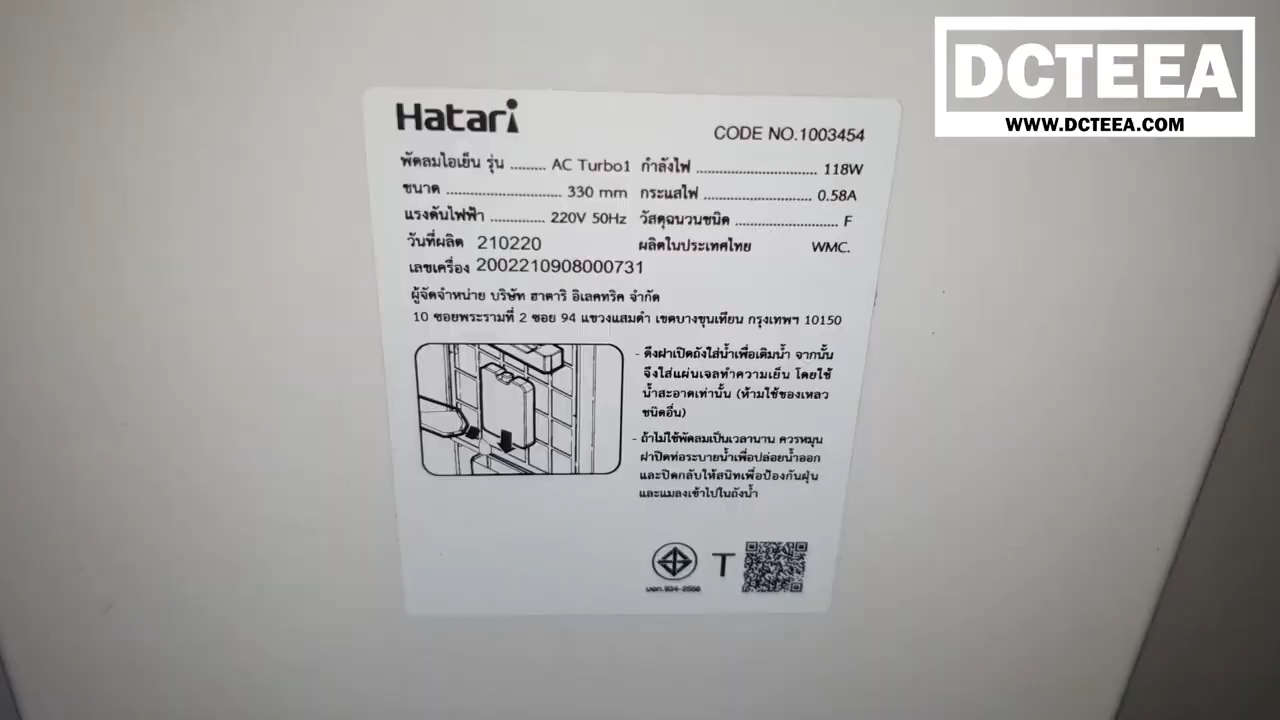 DCTEEA
WWW.DCTEEA.COM
Hatari
CODE NO.1003454
พัดลมไอเย็น รุ่น ......... AC Turbo1 กำลังไฟ ............................... 118W
ขนาด .............................. 330 mm กระแสไฟ ............................ 0.58A
แรงดันไฟฟ้า .............. 220V 50Hz วัสดุฉนวนชนิด ........................... F
วันที่ผลิต 210220 ผลิตในประเทศไทย WMC.
เลขเครื่อง 2002210908000731
ผู้จัดจำหน่าย บริษัท ฮาตาริ อิเลคทริค จำกัด
10 ซอยพระรามที่ 2 ซอย 94 แขวงแสมดำ เขตบางขุนเทียน กรุงเทพฯ 10150
- ดึงฝาเปิดถังใส่น้ำเพื่อเติมน้ำ จากนั้น
จึงใส่แผ่นเจลทำความเย็น โดยใช้
น้ำสะอาดเท่านั้น (ห้ามใช้ของเหลว
ชนิดอื่น)
- ถ้าไม่ใช้พัดลมเป็นเวลานาน ควรหมุน
ฝาปิดท่อระบายน้ำเพื่อปล่อยน้ำออก
และปิดกลับให้สนิทเพื่อป้องกันฝุ่น
และแมลงเข้าไปในถังน้ำ
T
มอก.934-2558